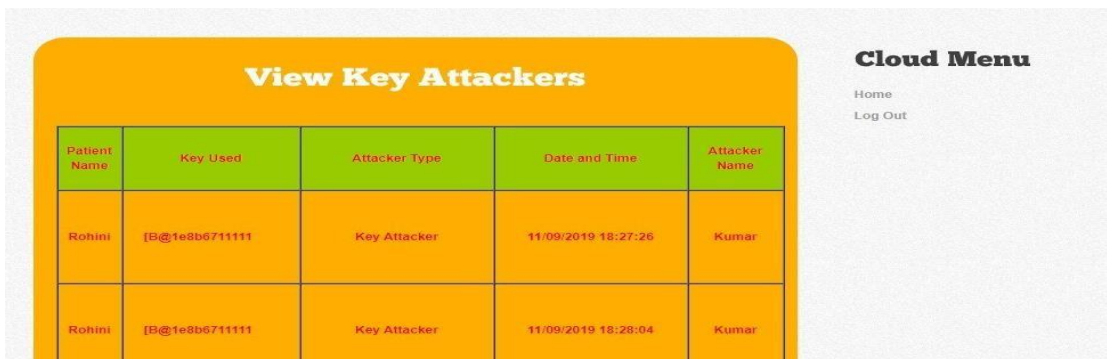 View Key Attackers
Patient Name Key Used Attacker Type Date and Time Attacker Name
Rohini [B@1e8b6711111 Key Attacker 11/09/2019 18:27:26 Kumar
Rohini [B@1e8b6711111 Key Attacker 11/09/2019 18:28:04 Kumar
Cloud Menu
Home
Log Out